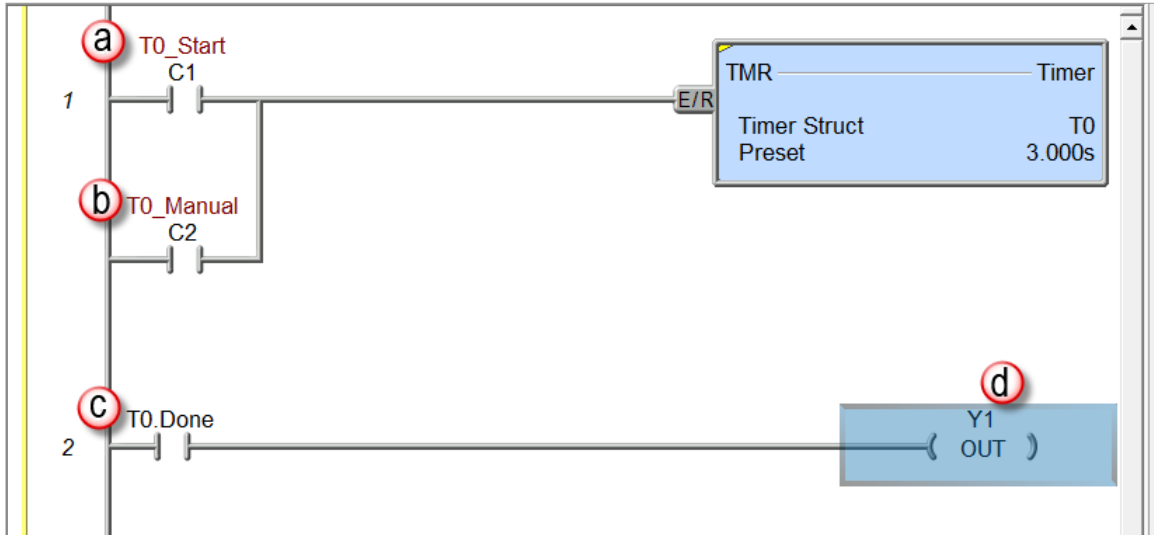 a
T0_Start
C1
1
E/R
TMR Timer
Timer Struct T0
Preset 3.000s
b
T0_Manual
C2
c
T0.Done
2
d
Y1
OUT